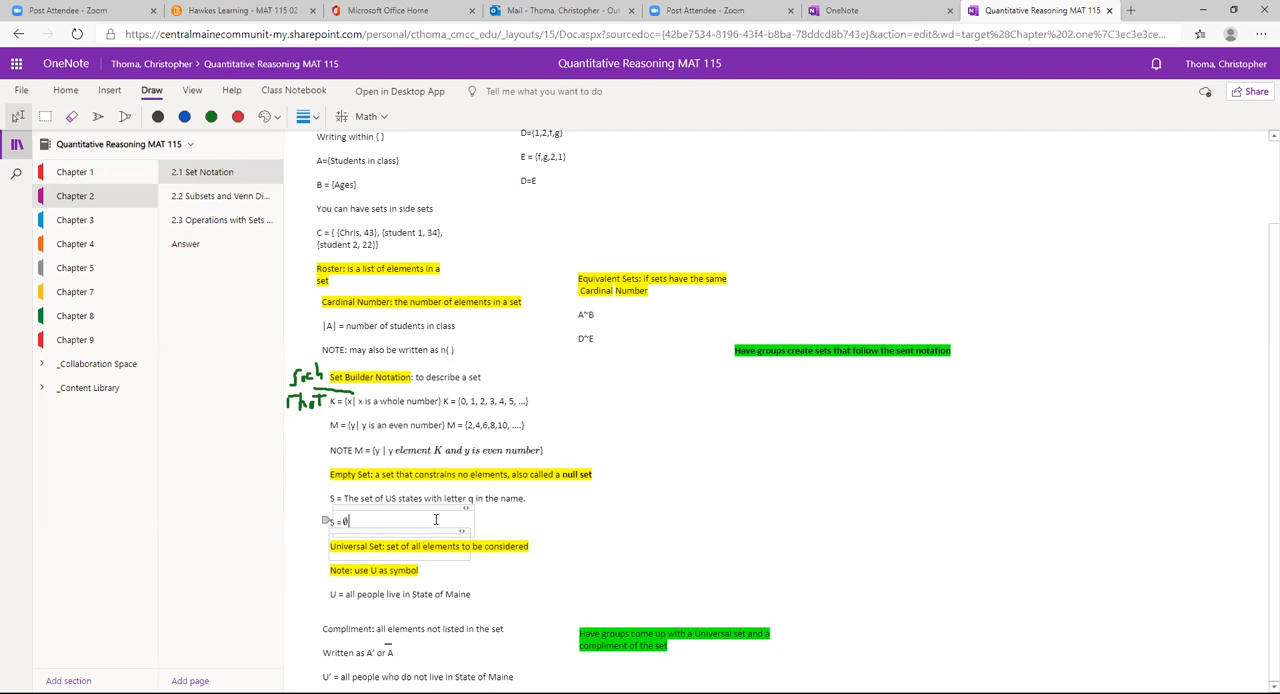 Post Attendee - Zoom
Hawkes Learning - MAT 115 02
Microsoft Office Home
Mail - Thoma, Christopher - Out
Post Attendee - Zoom
OneNote
Quantitative Reasoning MAT 115
https://centralmainecommunit-my.sharepoint.com/personal/cthoma_cmcc_edu/_layouts/15/Doc.aspx?sourcedoc={42be7534-8196-43f4-b8ba-78ddcd8b743e}&action=edit&wd=target%28Chapter%202.one%7C3ec3e3ce...
OneNote
Thoma, Christopher > Quantitative Reasoning MAT 115
Quantitative Reasoning MAT 115
Thoma, Christopher
File
Home
Insert
Draw
View
Help
Class Notebook
Open in Desktop App
Tell me what you want to do
Share
Math
Quantitative Reasoning MAT 115
Chapter 1
Chapter 2
Chapter 3
Chapter 4
Chapter 5
Chapter 7
Chapter 8
Chapter 9
_Collaboration Space
_Content Library
Add section
2.1 Set Notation
2.2 Subsets and Venn Di...
2.3 Operations with Sets ...
Answer
Add page
Writing within { }
A={Students in class}
B = {Ages}
You can have sets in side sets
C = { {Chris, 43}, {student 1, 34},
{student 2, 22}}
Roster: is a list of elements in a
set
Cardinal Number: the number of elements in a set
|A| = number of students in class
NOTE: may also be written as n( )
Such
That
Set Builder Notation: to describe a set
K = {x| x is a whole number} K = {0, 1, 2, 3, 4, 5, ...}
M = {y| y is an even number} M = {2,4,6,8,10, ....}
NOTE M = {y | y element K and y is even number}
Empty Set: a set that constrains no elements, also called a null set
S = The set of US states with letter q in the name.
S =∅
Universal Set: set of all elements to be considered
Note: use U as symbol
U = all people live in State of Maine
Compliment: all elements not listed in the set
Written as A' or A̅
U' = all people who do not live in State of Maine
D={1,2,f,g}
E = {f,g,2,1}
D=E
Equivalent Sets: if sets have the same
Cardinal Number
A~B
D~E
Have groups create sets that follow the sent notation
Have groups come up with a Universal set and a
compliment of the set